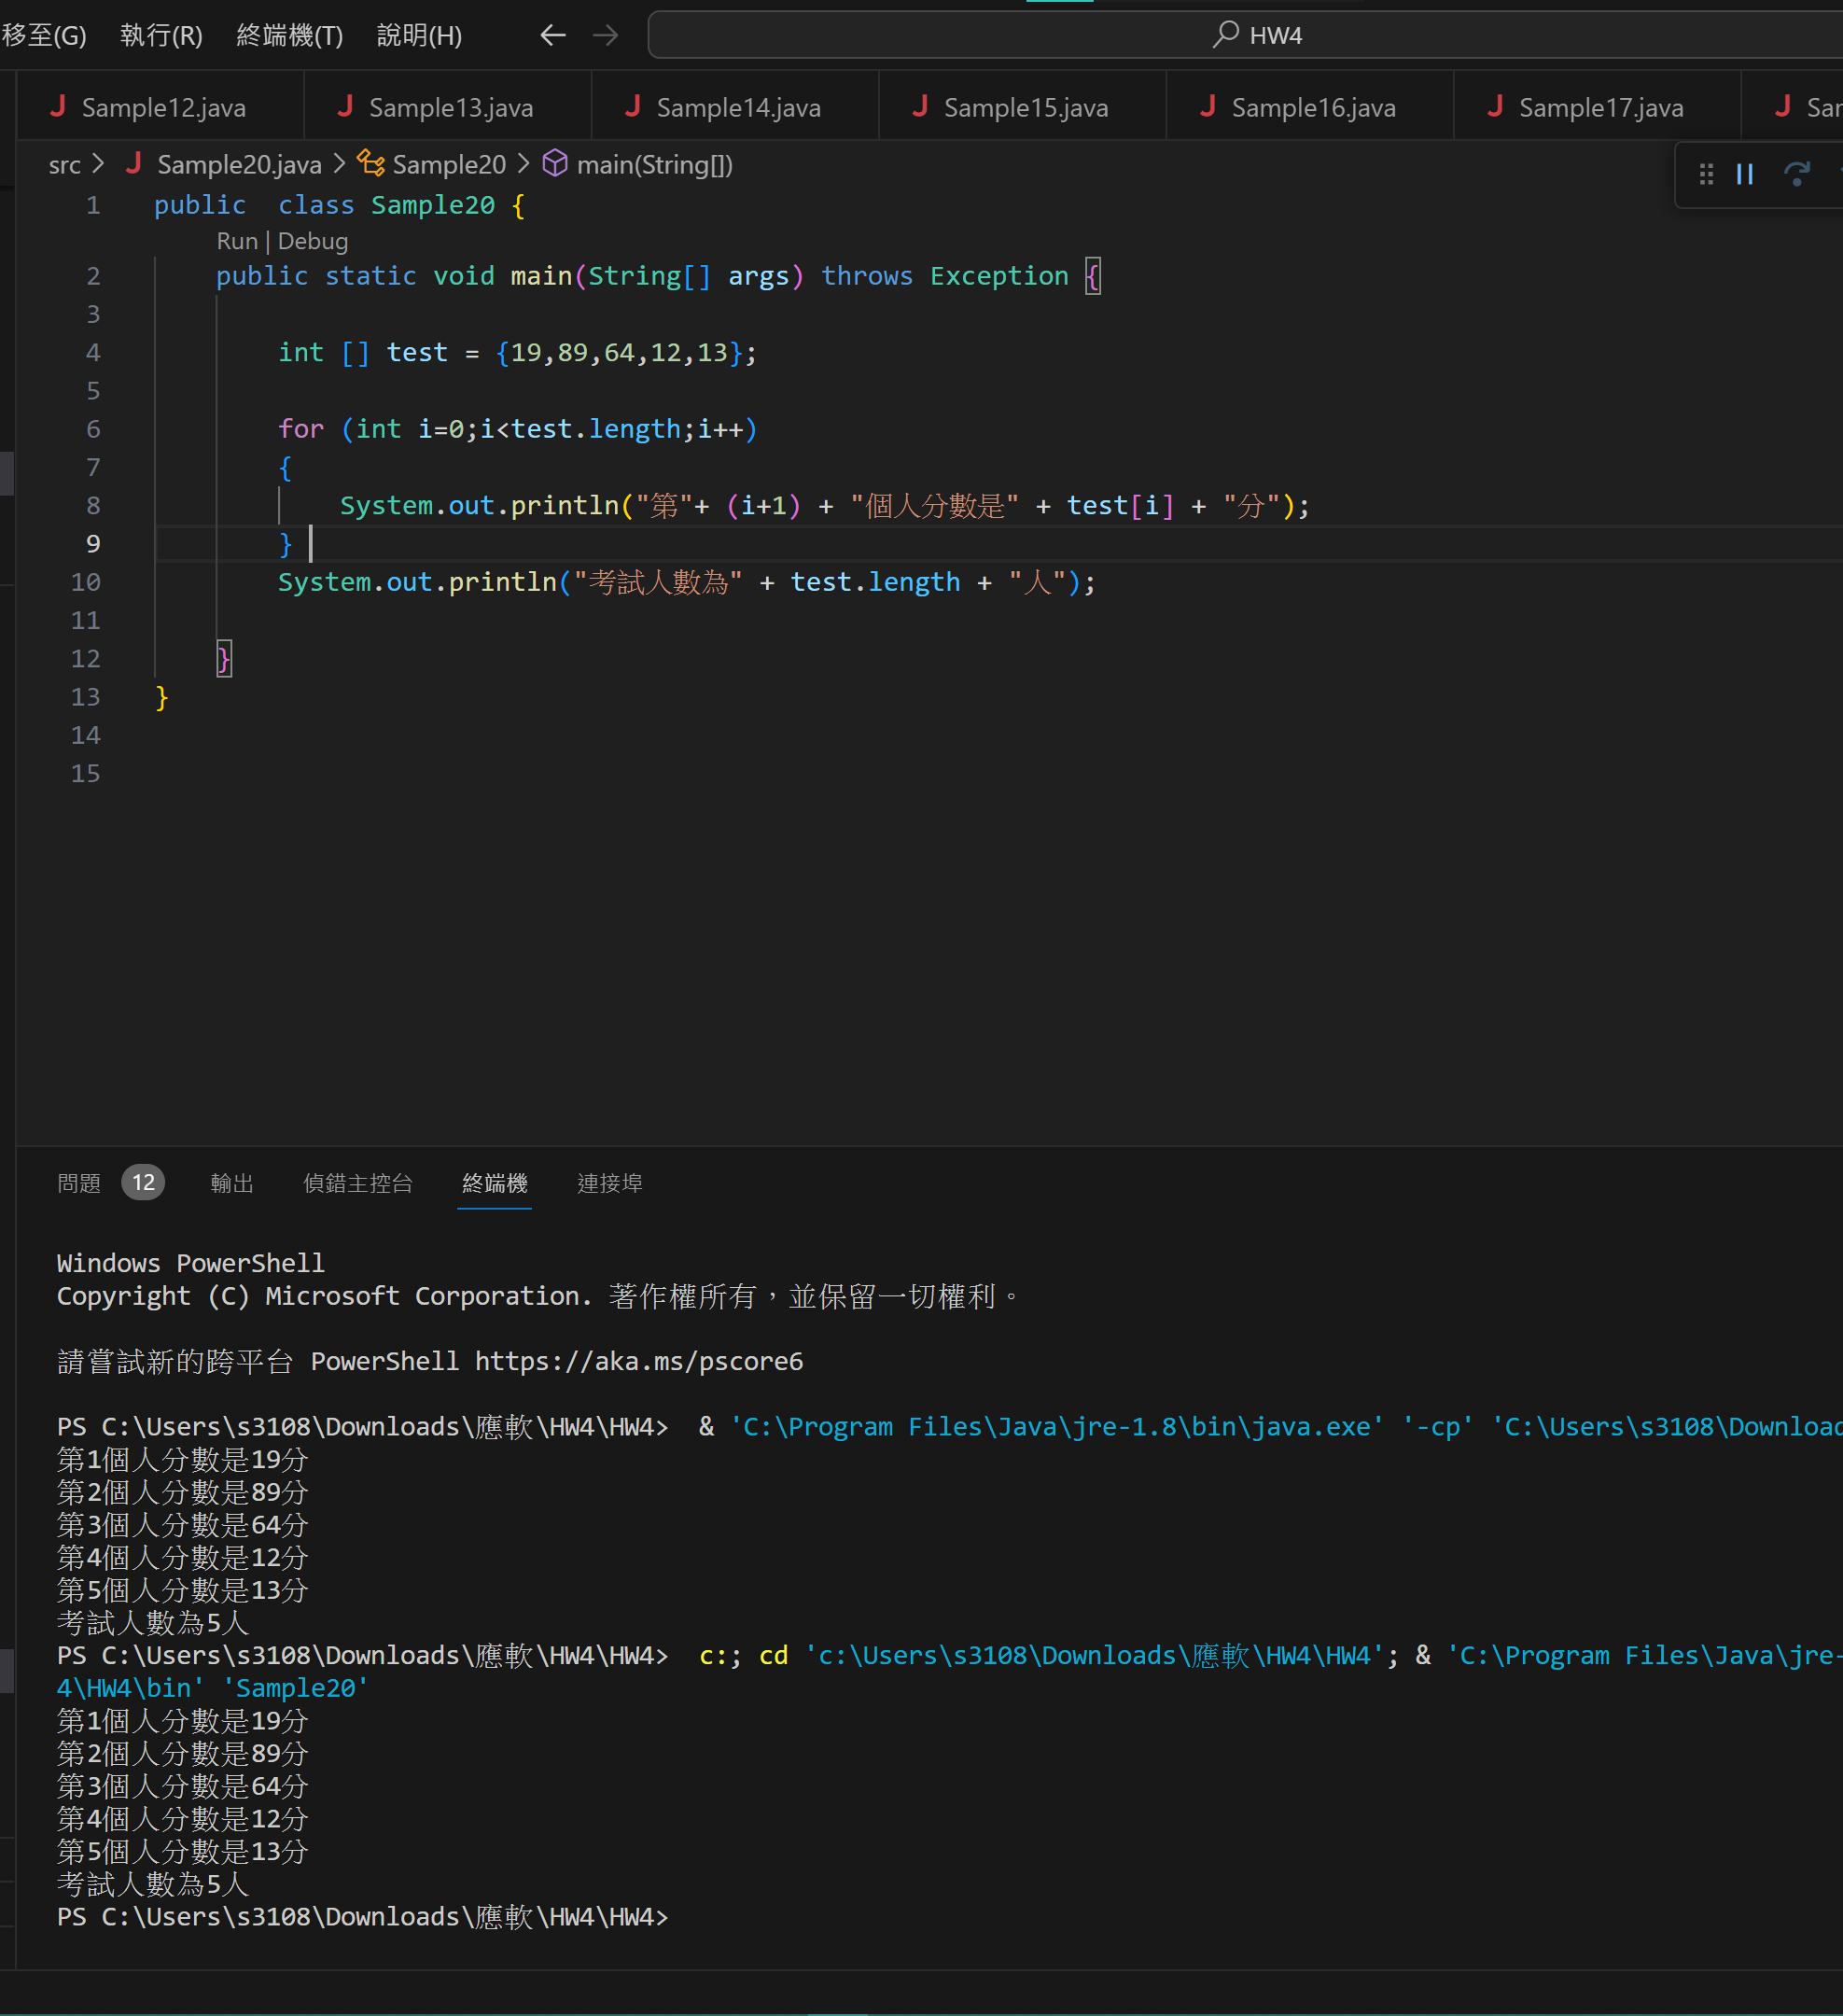 移至(G) 執行(R) 終端機(T) 說明(H) HW4
Sample12.java Sample13.java Sample14.java Sample15.java Sample16.java Sample17.java
src Sample20.java Sample20 main(String[])
1 public  class Sample20 {
Run | Debug
2     public static void main(String[] args) throws Exception {
3
4         int [] test = {19,89,64,12,13};
5
6         for (int i=0;i<test.length;i++)
7         {
8             System.out.println("第"+ (i+1) + "個人分數是" + test[i] + "分");
9         }
10         System.out.println("考試人數為" + test.length + "人");
11
12     }
13 }
14
15
問題 12 輸出 偵錯主控台 終端機 連接埠
Windows PowerShell
Copyright (C) Microsoft Corporation. 著作權所有，並保留一切權利。
請嘗試新的跨平台 PowerShell https://aka.ms/pscore6
PS C:\Users\s3108\Downloads\應軟\HW4\HW4>  & 'C:\Program Files\Java\jre-1.8\bin\java.exe' '-cp' 'C:\Users\s3108\Downloads
第1個人分數是19分
第2個人分數是89分
第3個人分數是64分
第4個人分數是12分
第5個人分數是13分
考試人數為5人
PS C:\Users\s3108\Downloads\應軟\HW4\HW4>  c:; cd 'c:\Users\s3108\Downloads\應軟\HW4\HW4'; & 'C:\Program Files\Java\jre-
4\HW4\bin' 'Sample20'
第1個人分數是19分
第2個人分數是89分
第3個人分數是64分
第4個人分數是12分
第5個人分數是13分
考試人數為5人
PS C:\Users\s3108\Downloads\應軟\HW4\HW4>